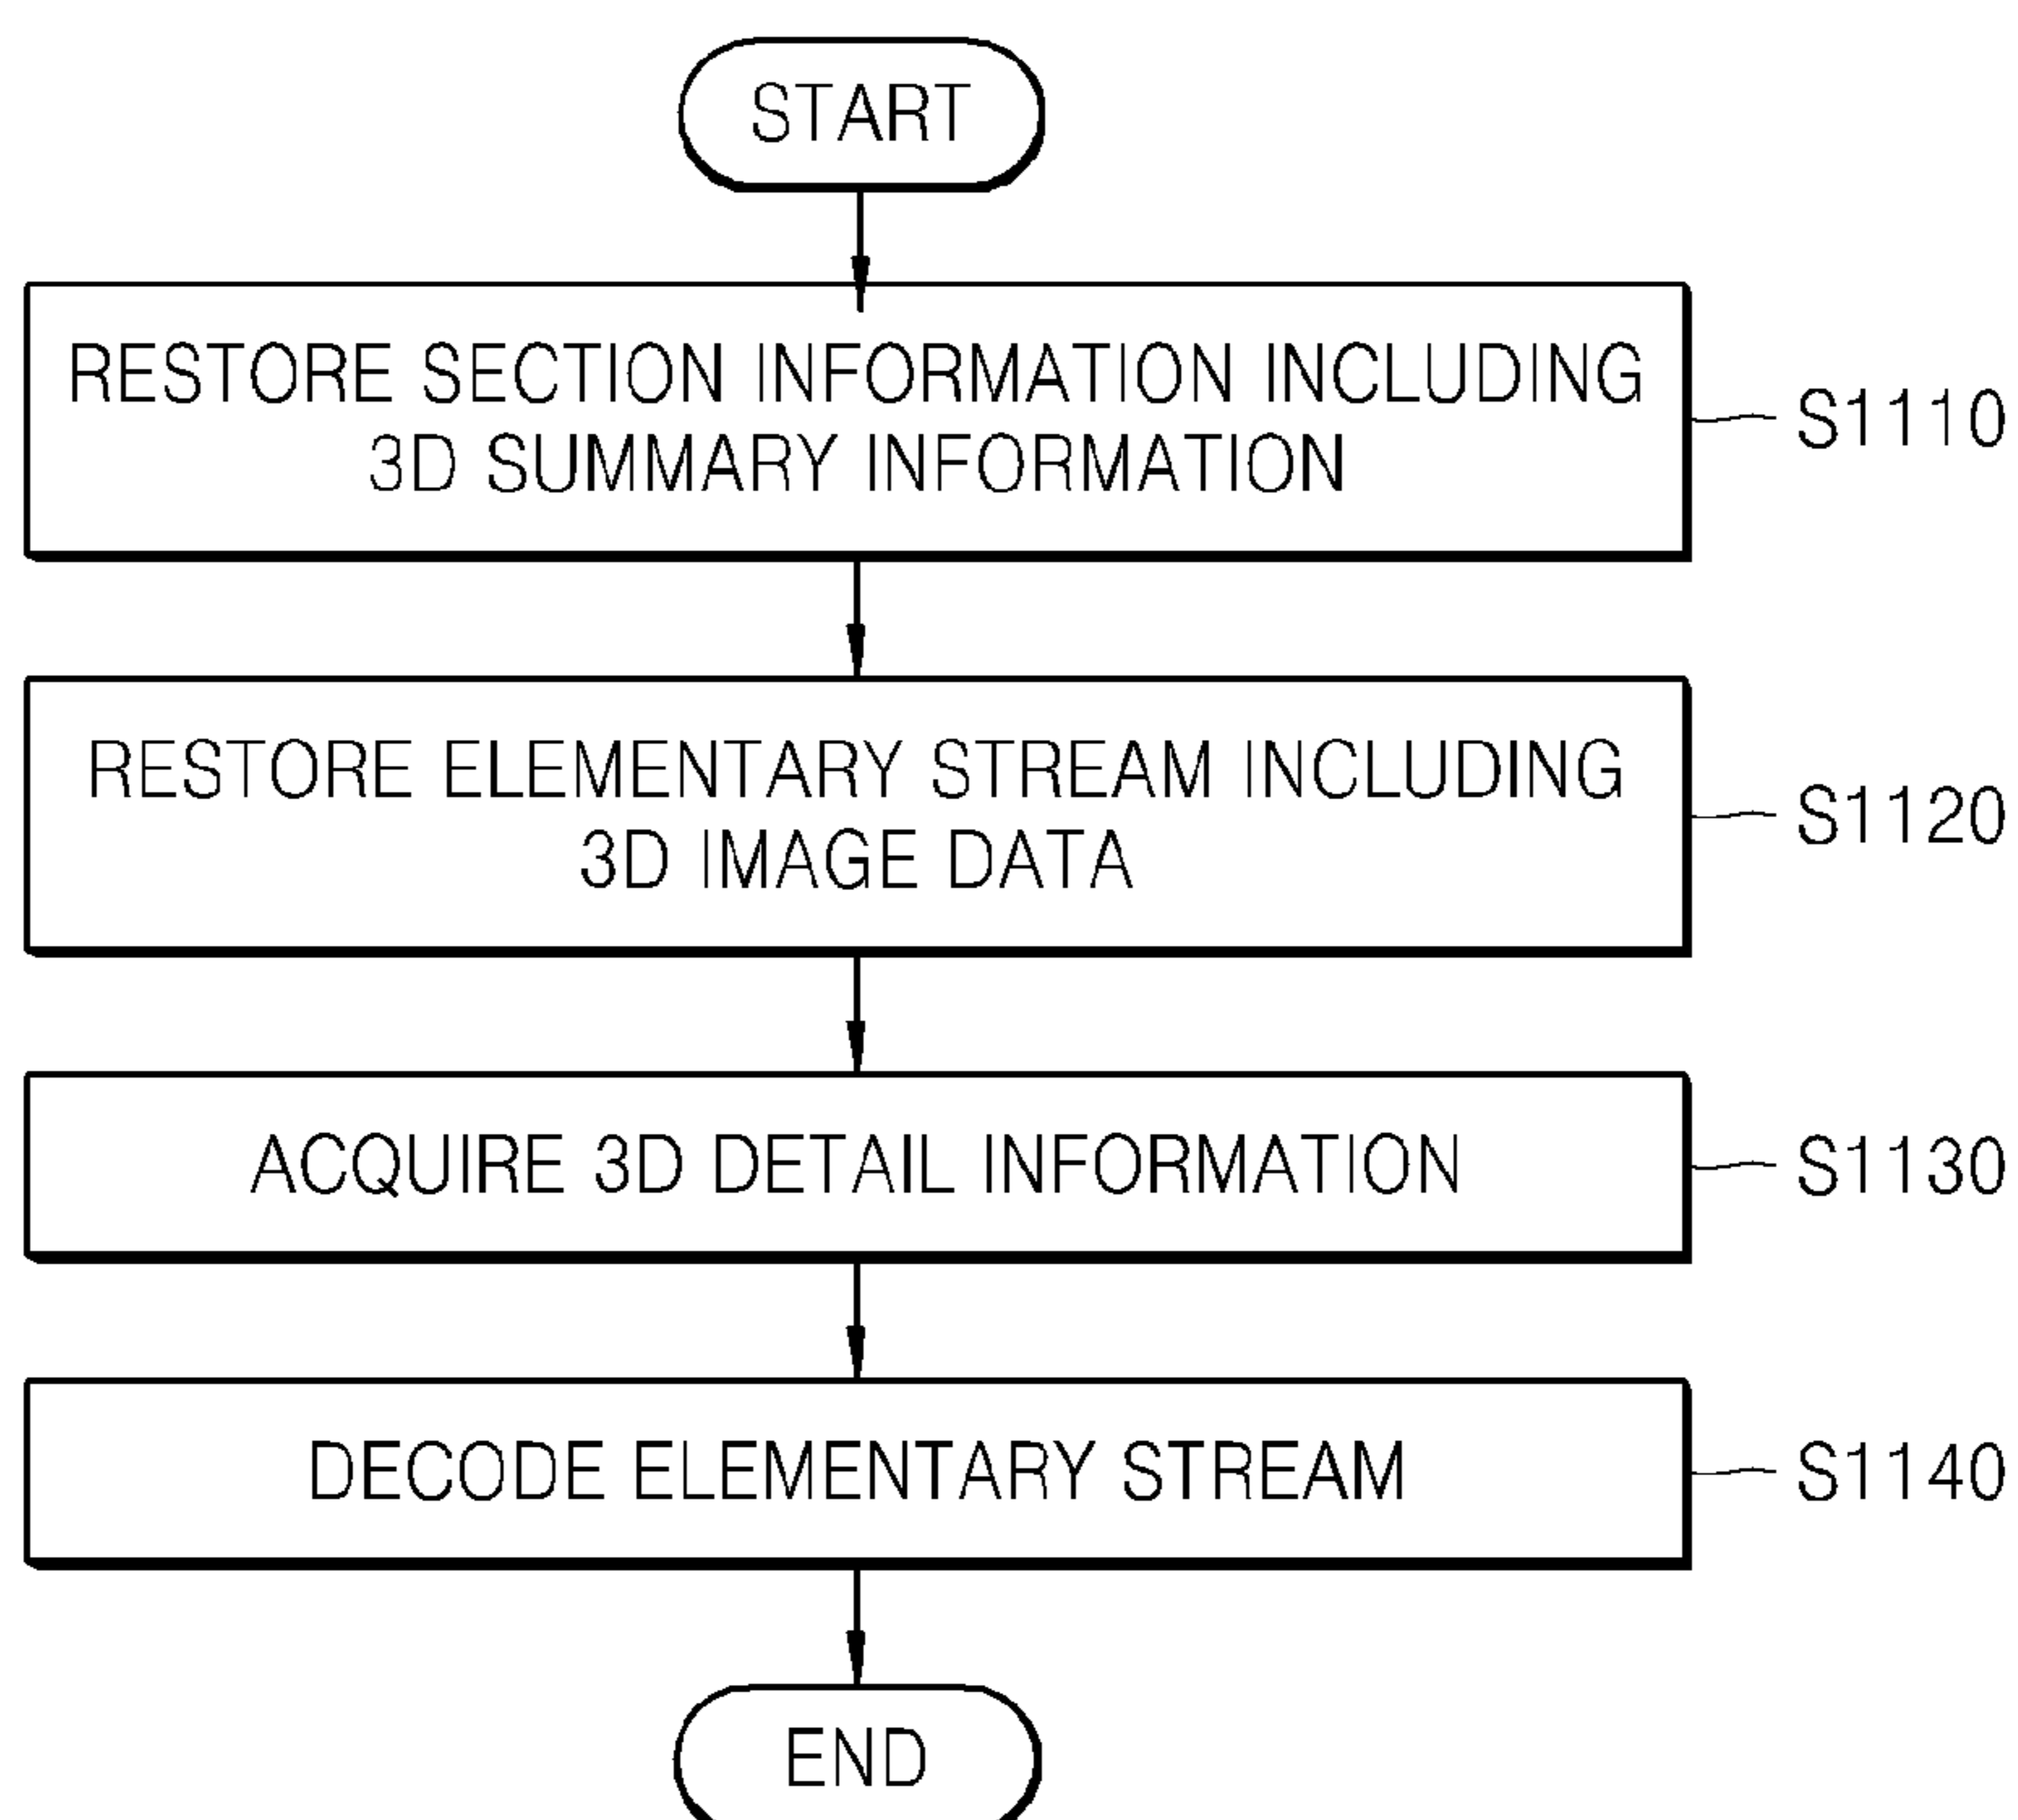 START
RESTORE SECTION INFORMATION INCLUDING
3D SUMMARY INFORMATION
S1110
RESTORE ELEMENTARY STREAM INCLUDING
3D IMAGE DATA
S1120
ACQUIRE 3D DETAIL INFORMATION
S1130
DECODE ELEMENTARY STREAM
S1140
END